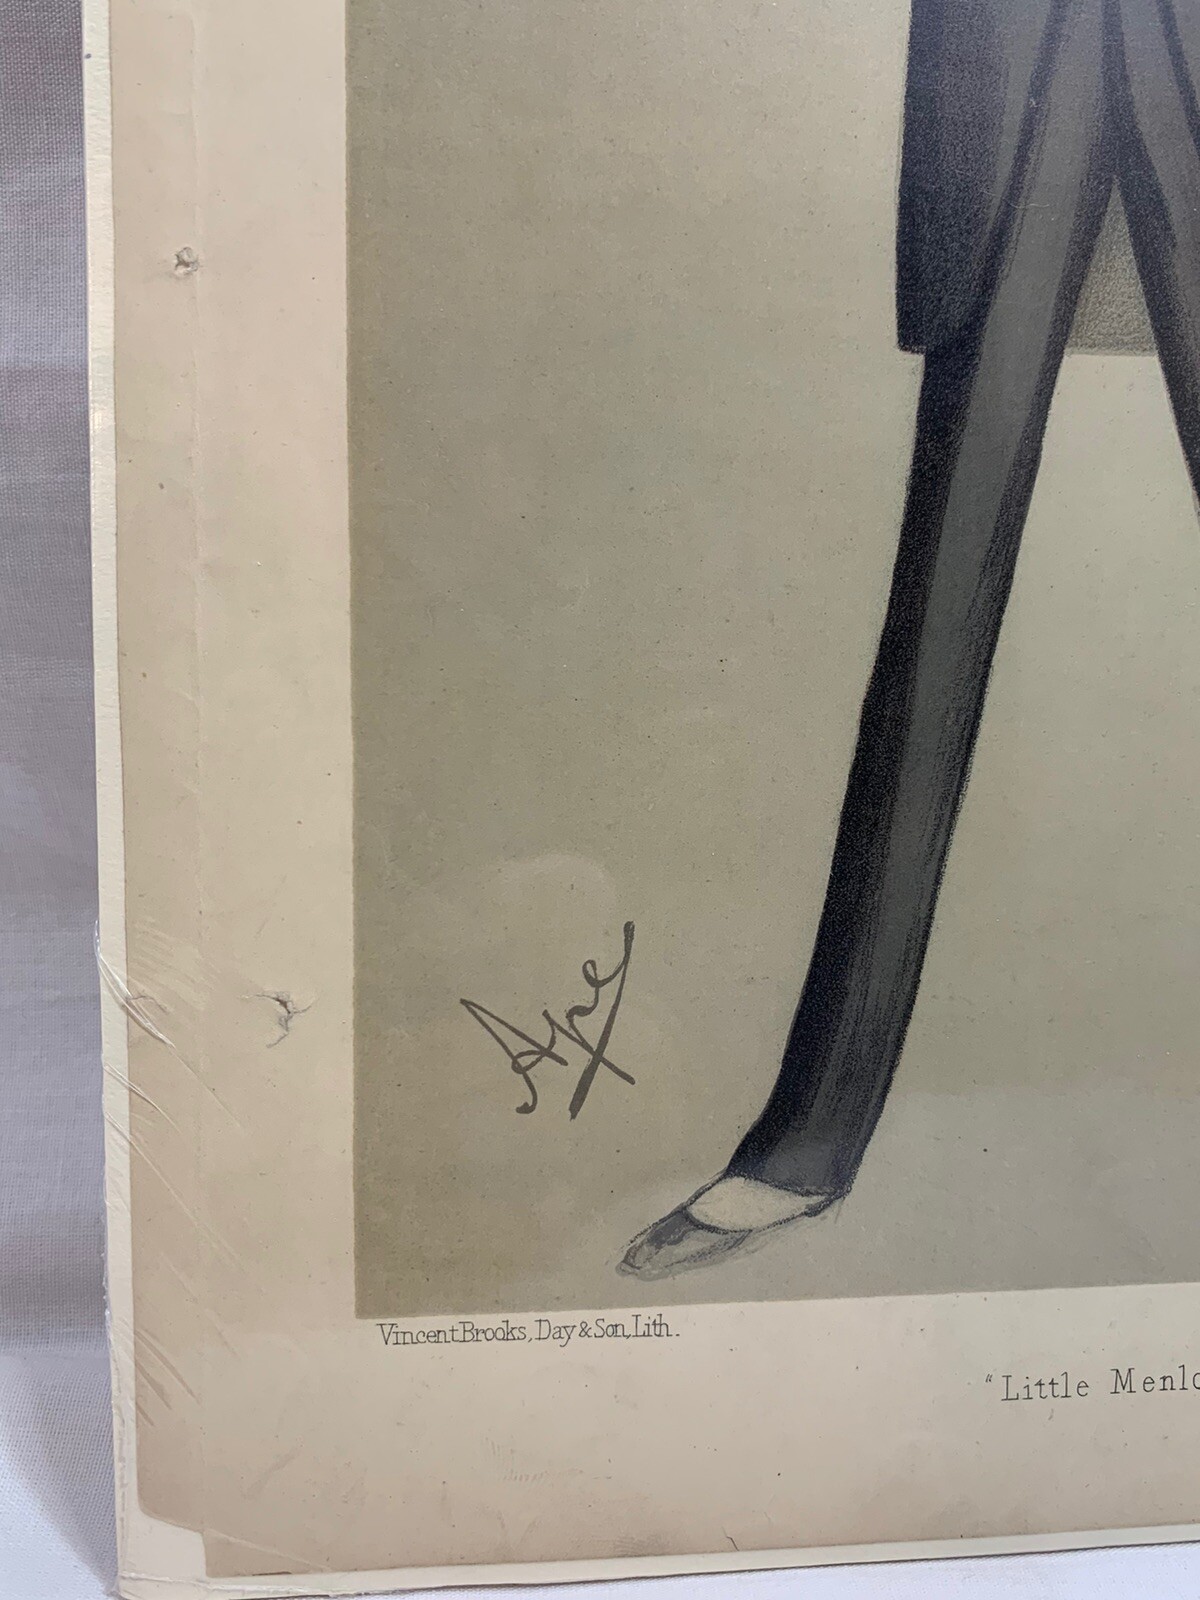 Ape
Vincent Brooks, Day & Son, Lith.
"Little Menlo